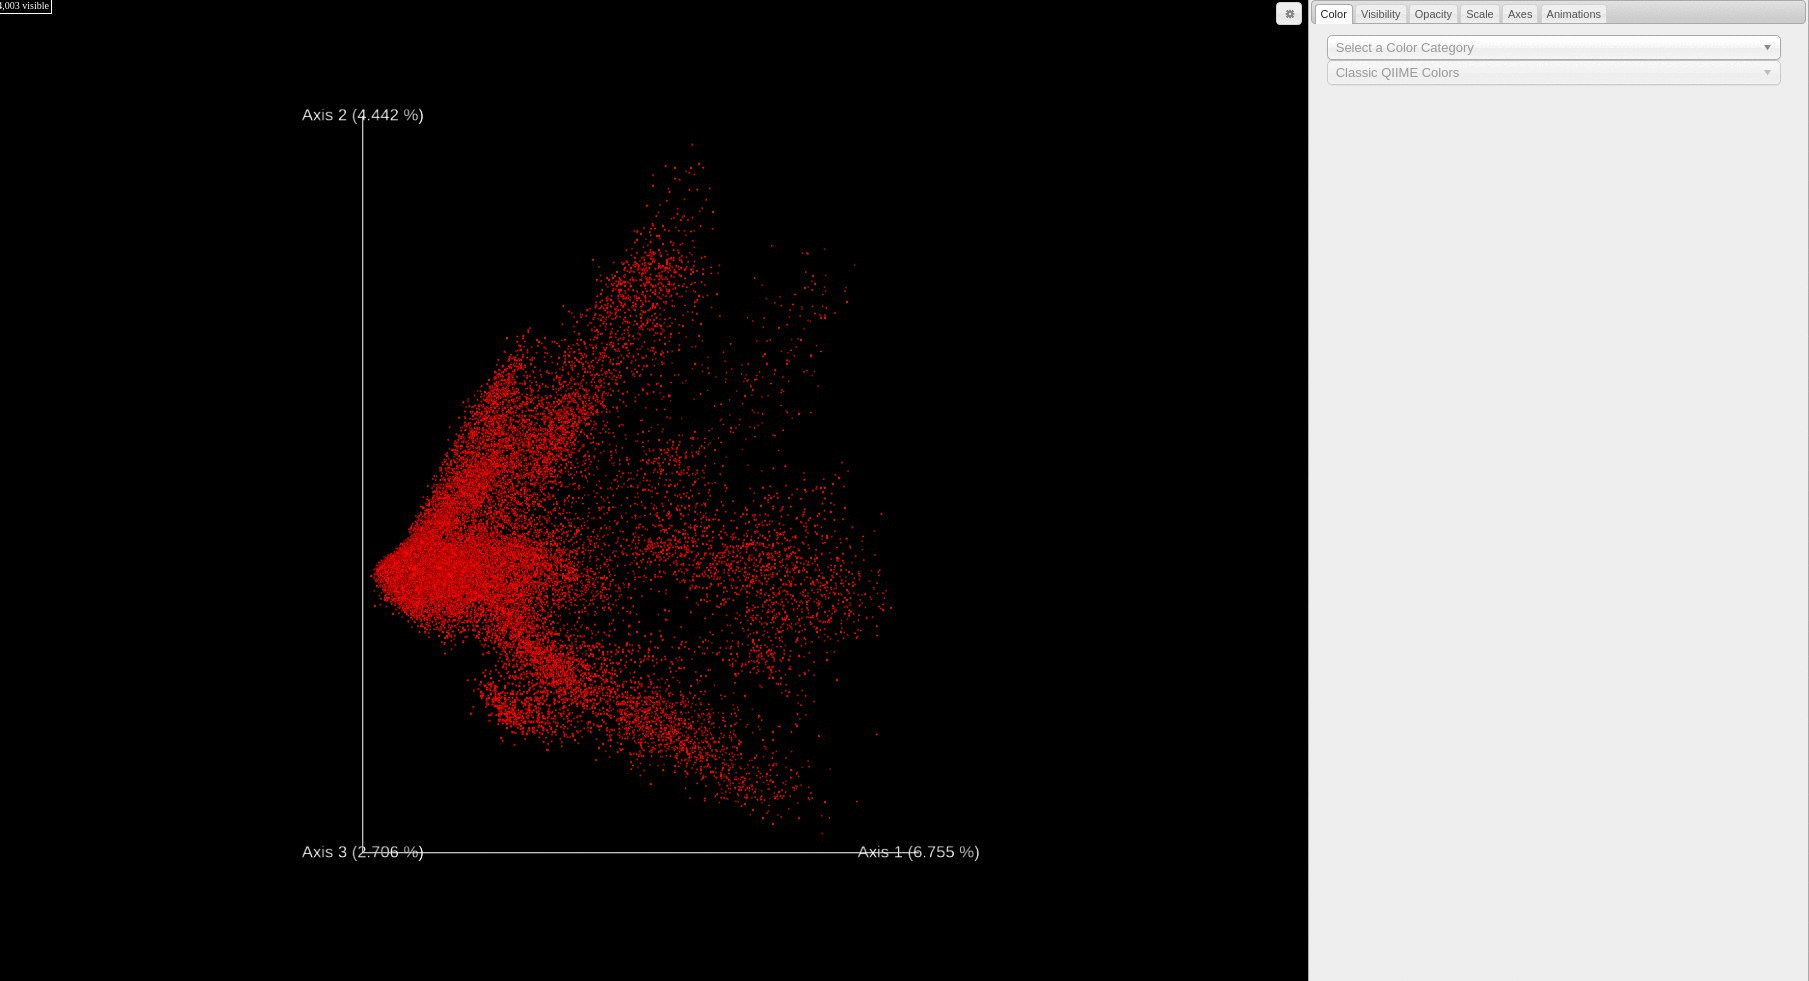 ,003 visible
Color Visibility Opacity Scale Axes Animations
Select a Color Category
Classic QIIME Colors
Axis 2 (4.442 %)
Axis 3 (2.706 %)
Axis 1 (6.755 %)